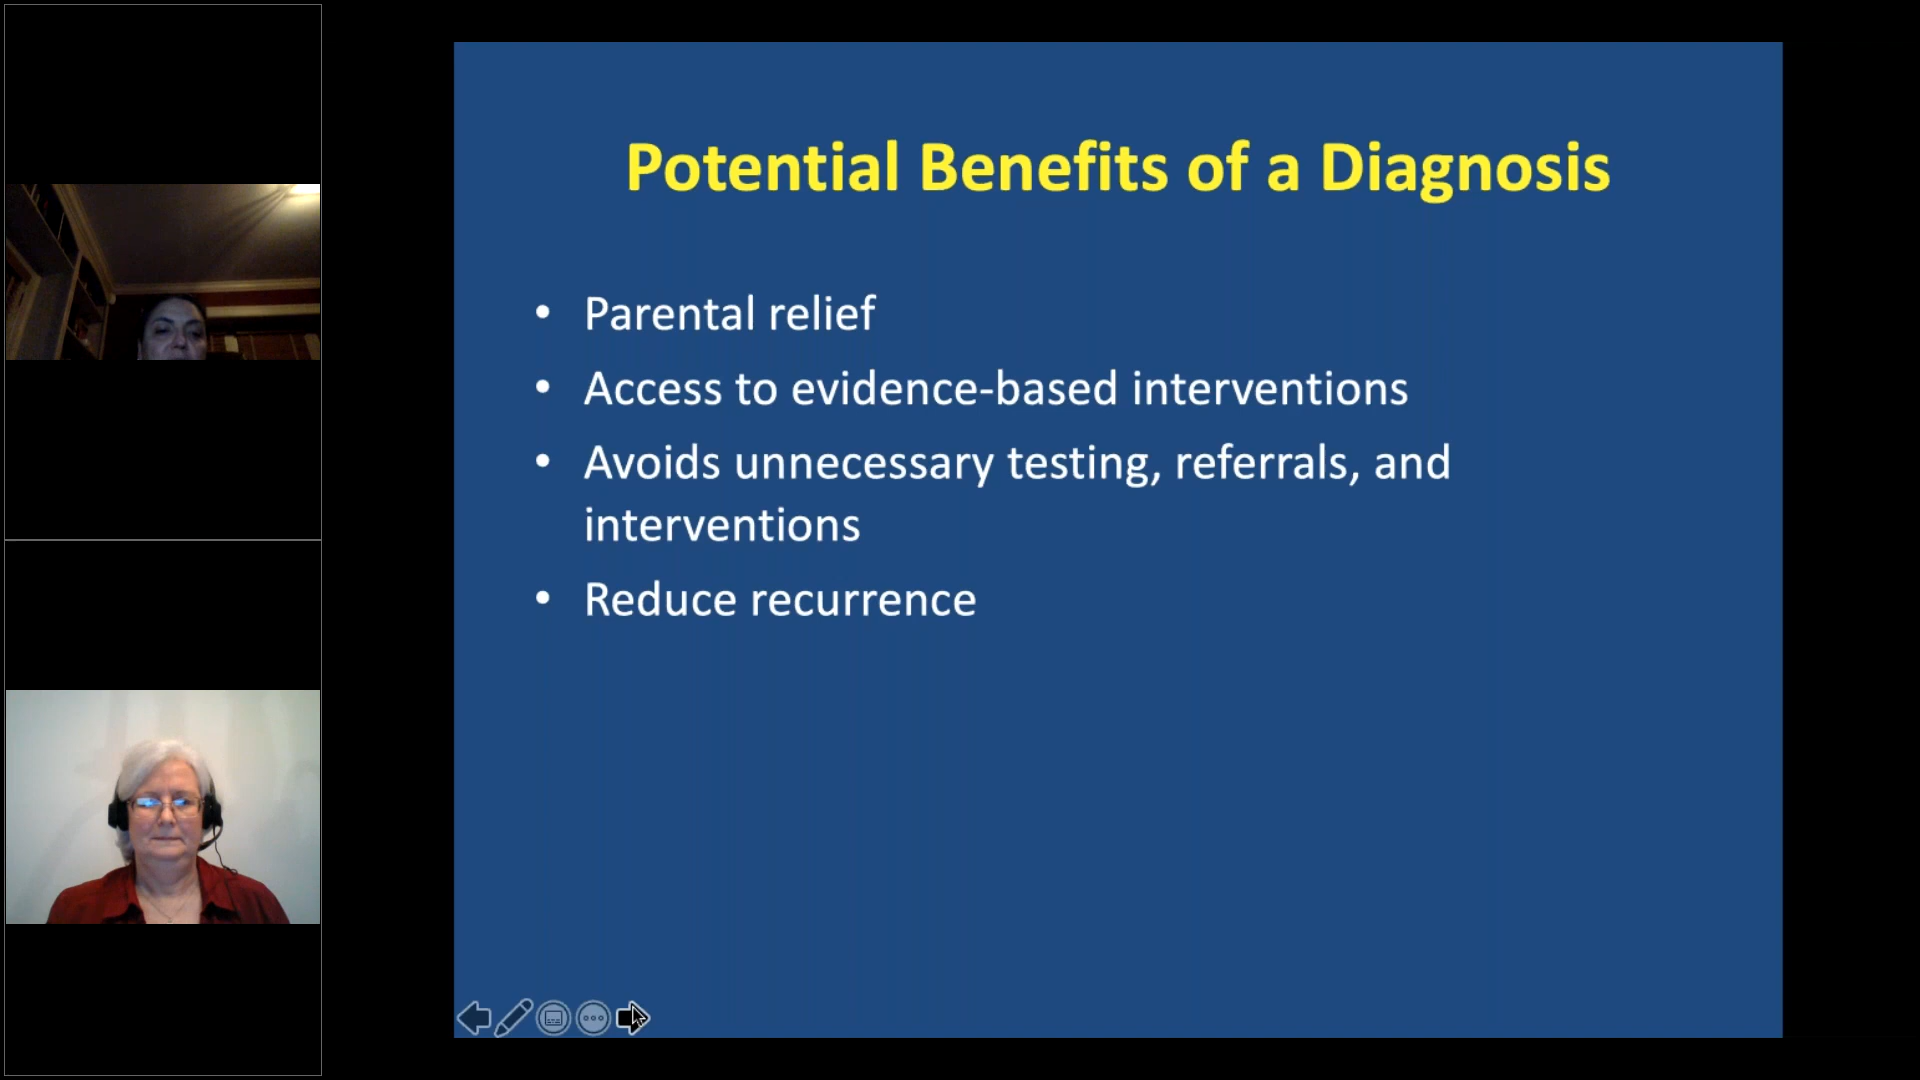 Potential Benefits of a Diagnosis
• Parental relief
• Access to evidence-based interventions
• Avoids unnecessary testing, referrals, and
interventions
• Reduce recurrence